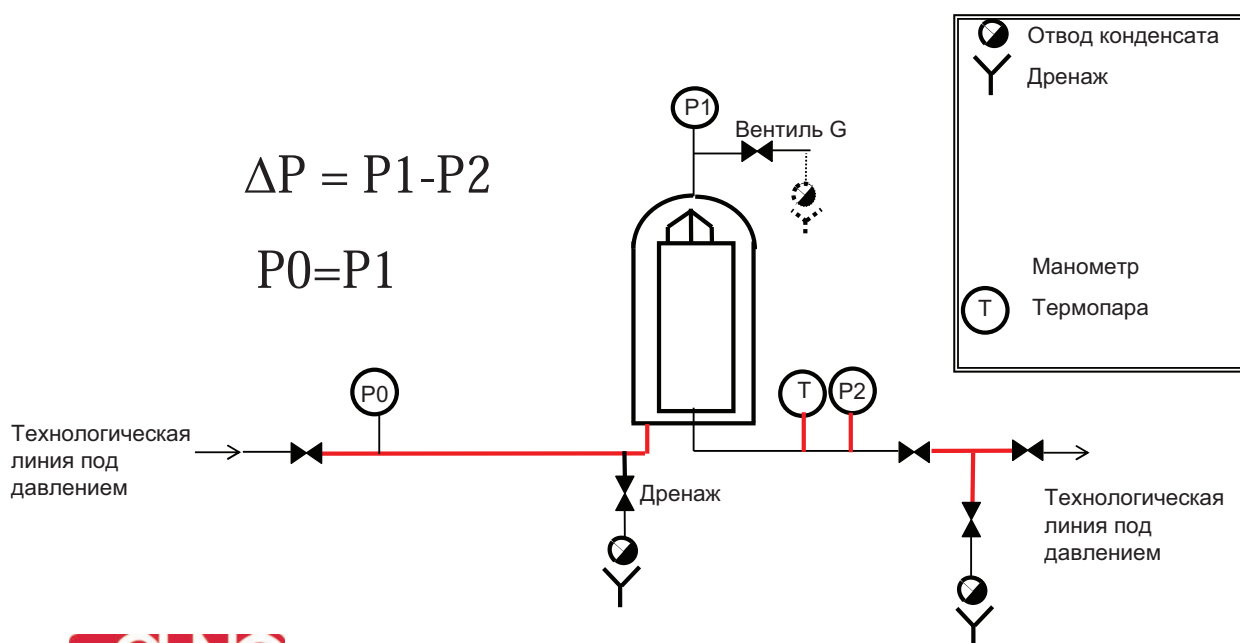 Отвод конденсата
Дренаж
P1
Вентиль G
ΔP = P1-P2
P0=P1
Манометр
T
Термопара
P0
T
P2
Технологическая
линия под
давлением
Дренаж
Технологическая
линия под
давлением